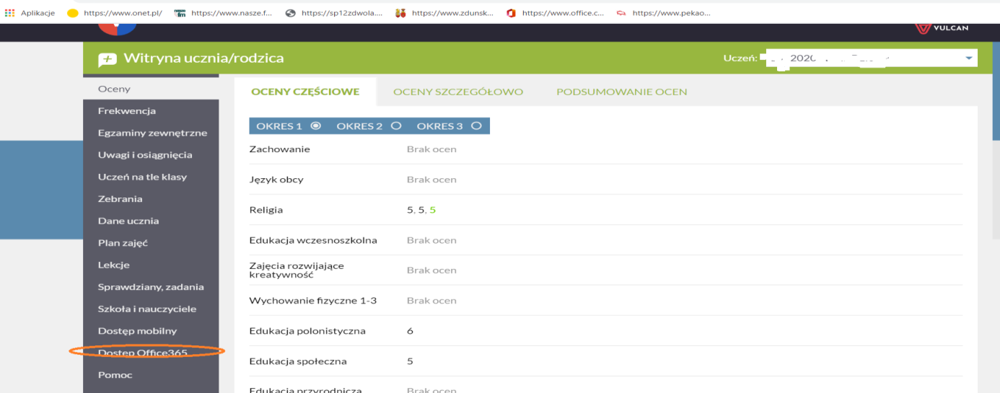 Aplikacje https://www.onet.pl/ fm https://www.nasze.f... https://sp12zdwola.... https://www.zdunsk... https://www.office.c... https://www.pekao...
VULCAN
Witryna ucznia/rodzica Uczeń: 2020
Oceny
OCENY CZĘŚCIOWE OCENY SZCZEGÓŁOWO PODSUMOWANIE OCEN
Frekwencja
OKRES 1 OKRES 2 OKRES 3
Egzaminy zewnętrzne
Zachowanie Brak ocen
Uwagi i osiągnięcia
Uczeń na tle klasy
Język obcy Brak ocen
Zebrania
Religia 5, 5, 5
Dane ucznia
Plan zajęć
Edukacja wczesnoszkolna Brak ocen
Lekcje
Zajęcia rozwijające
kreatywność Brak ocen
Sprawdziany, zadania
Wychowanie fizyczne 1-3 Brak ocen
Szkoła i nauczyciele
Dostęp mobilny
Edukacja polonistyczna 6
Dostęp Office365
Edukacja społeczna 5
Pomoc
Edukacja przyrodnicza Brak ocen